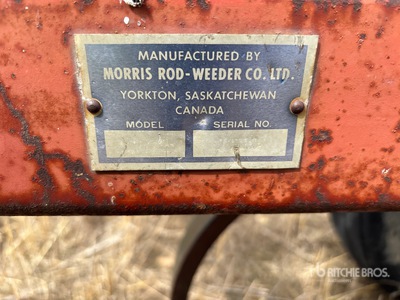 MANUFACTURED BY
MORRIS ROD-WEEDER CO. LTD.
YORKTON, SASKATCHEWAN
CANADA
MODEL SERIAL NO.
RITCHIE BROS.